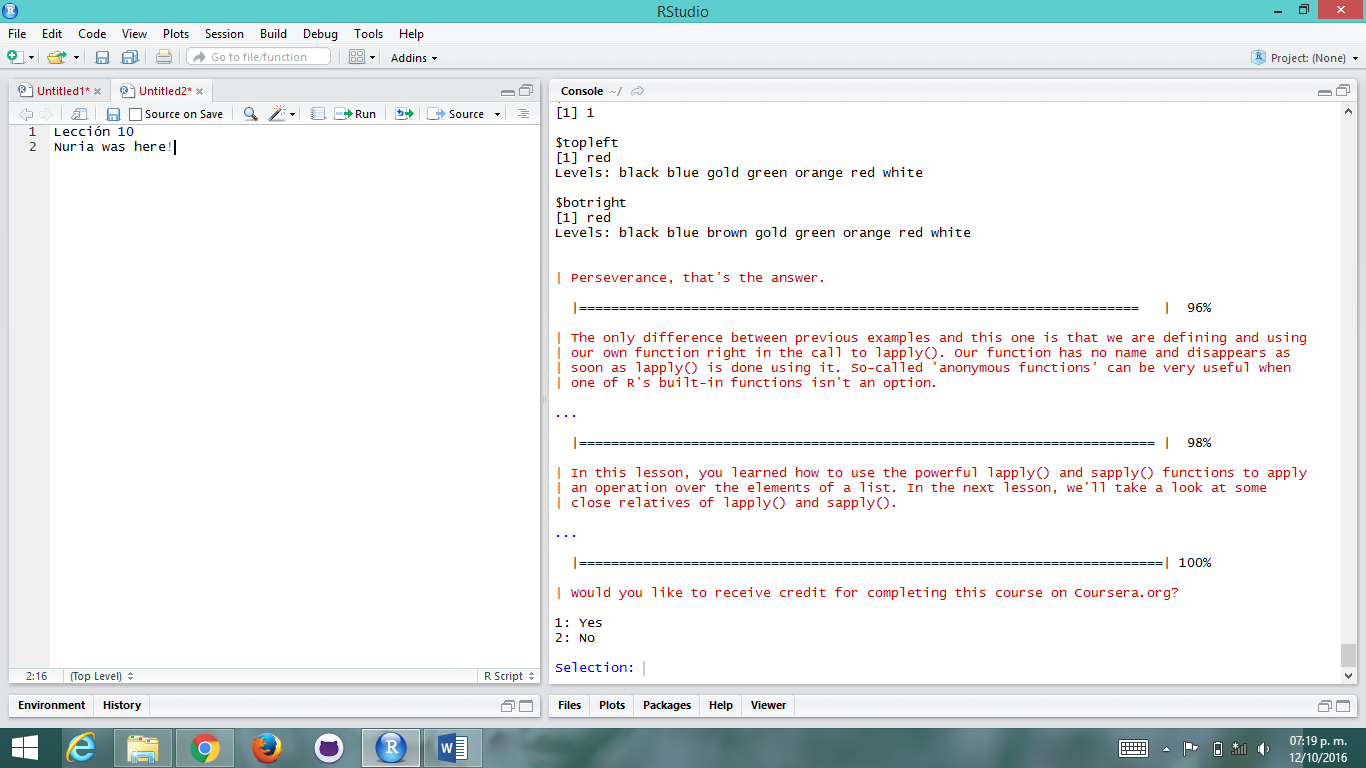 RStudio
File Edit Code View Plots Session Build Debug Tools Help
Go to file/function
Addins
Project: (None)
Untitled1* Untitled2*
Source on Save
Run
Source
1 Lección 10
2 Nuria was here!
2:16 (Top Level) R Script
Environment History
Console ~/
[1] 1
$topleft
[1] red
Levels: black blue gold green orange red white
$botright
[1] red
Levels: black blue brown gold green orange red white
| Perseverance, that's the answer.
|======================================================================   |  96%
| The only difference between previous examples and this one is that we are defining and using
| our own function right in the call to lapply(). Our function has no name and disappears as
| soon as lapply() is done using it. So-called 'anonymous functions' can be very useful when
| one of R's built-in functions isn't an option.
...
|======================================================================== |  98%
| In this lesson, you learned how to use the powerful lapply() and sapply() functions to apply
| an operation over the elements of a list. In the next lesson, we'll take a look at some
| close relatives of lapply() and sapply().
...
|=========================================================================| 100%
| Would you like to receive credit for completing this course on Coursera.org?
1: Yes
2: No
Selection:
Files Plots Packages Help Viewer
07:19 p. m.
12/10/2016